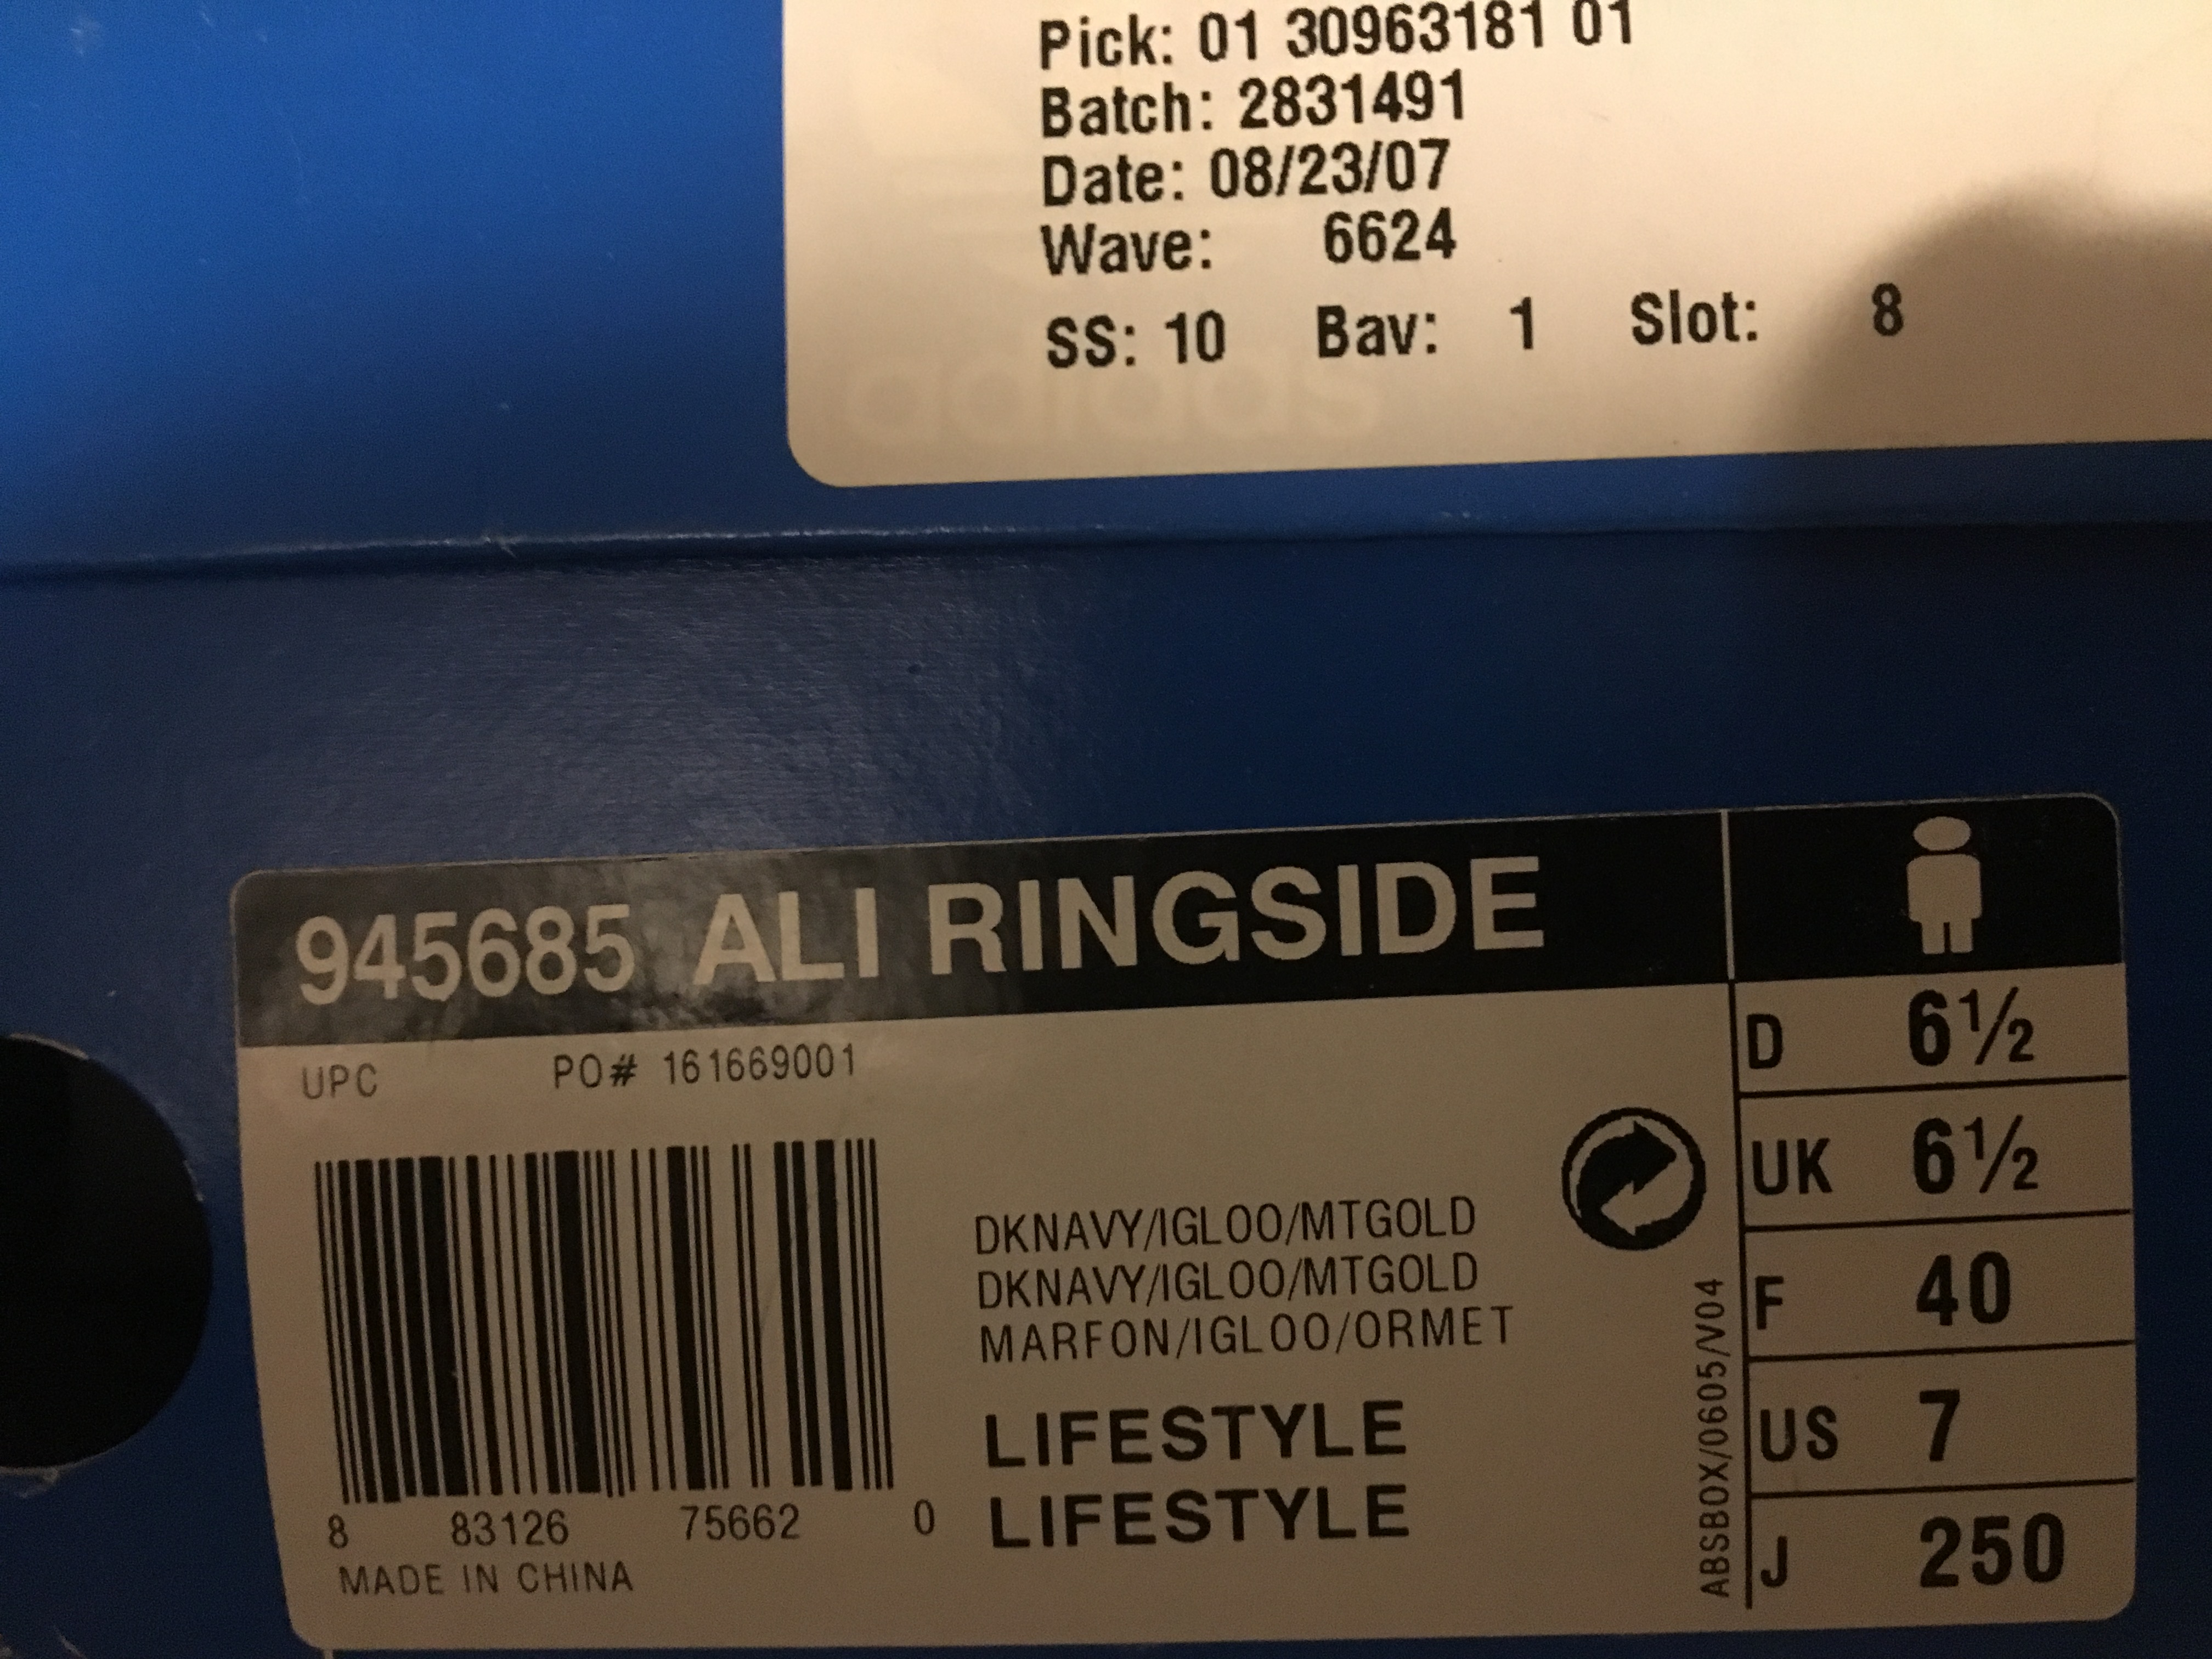 Pick: 01 30963181 01
Batch: 2831491
Date: 08/23/07
Wave: 6624
SS: 10 Bav: 1 Slot: 8
adidas
945685 ALI RINGSIDE
UPC PO# 161669001
DKNAVY/IGLOO/MTGOLD
DKNAVY/IGLOO/MTGOLD
MARFON/IGLOO/ORMET
LIFESTYLE
LIFESTYLE
8 83126 75662 0
MADE IN CHINA
ABSBOX/0605/V04
D 6½
UK 6½
F 40
US 7
J 250